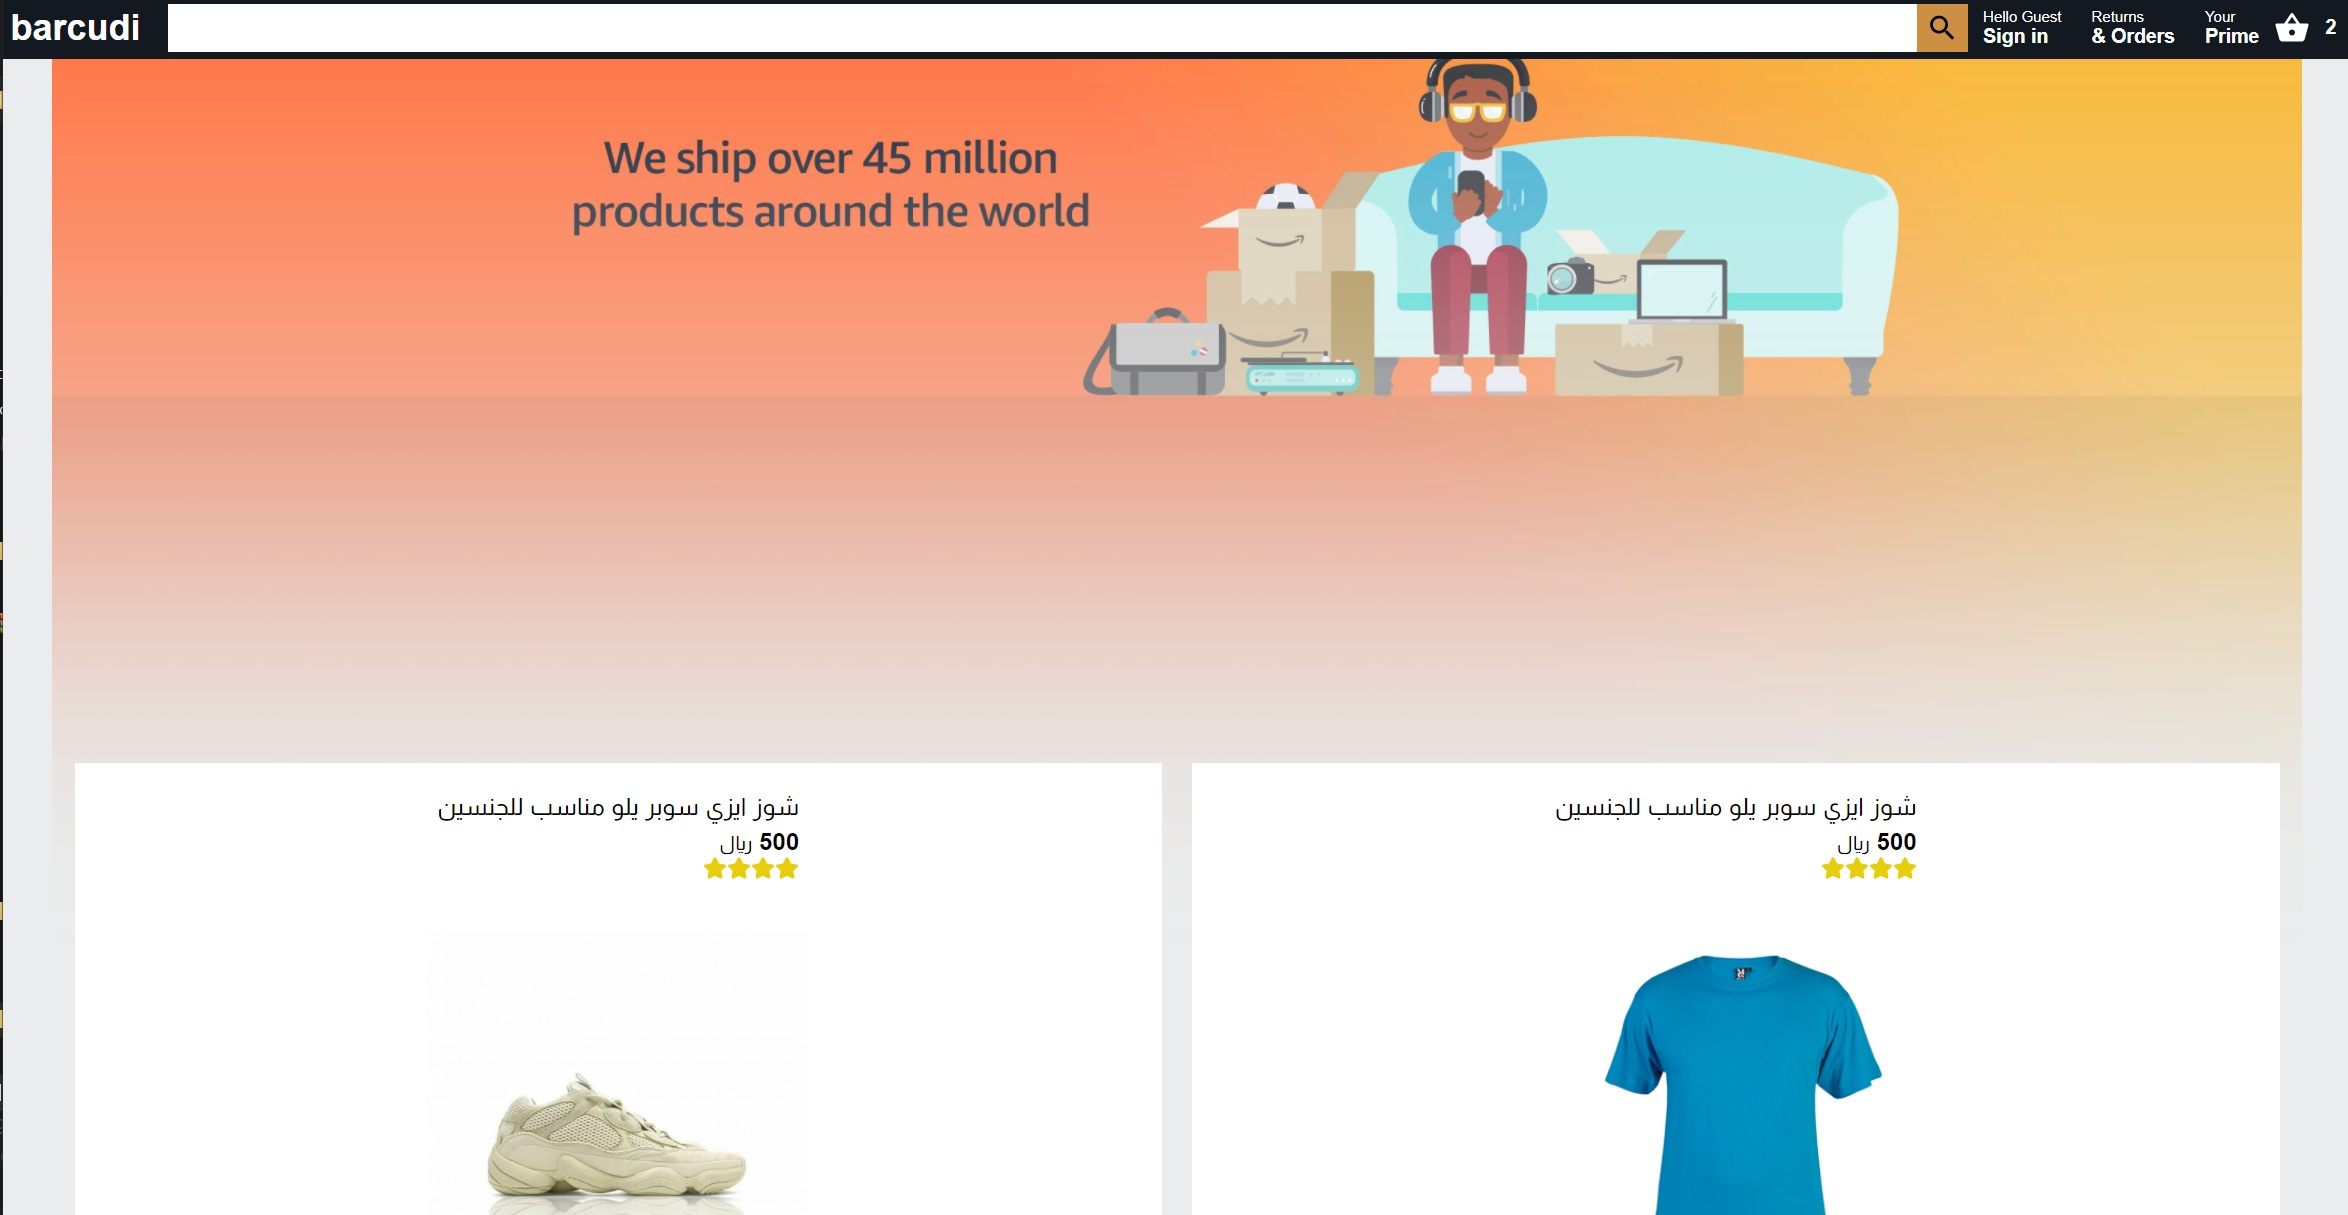 barcudi
Hello Guest
Sign in
Returns
& Orders
Your
Prime
2
We ship over 45 million
products around the world
شوز ايزي سوبر يلو مناسب للجنسين
500 ريال
شوز ايزي سوبر يلو مناسب للجنسين
500 ريال